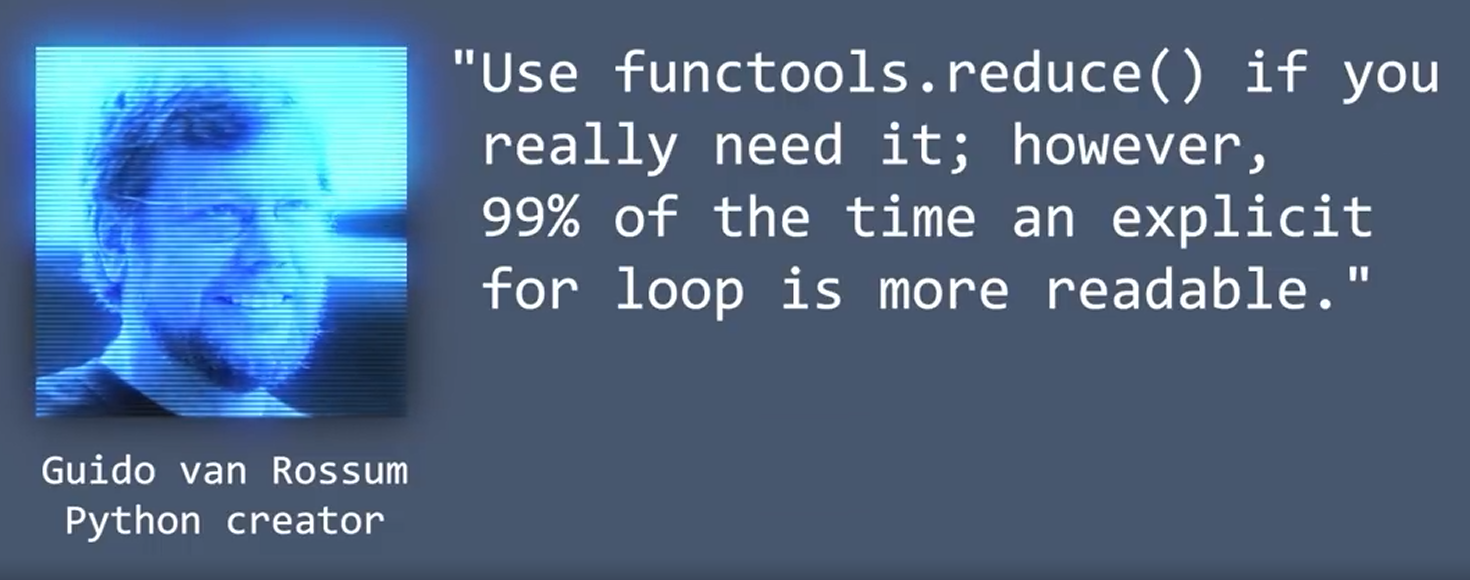 "Use functools.reduce() if you
really need it; however,
99% of the time an explicit
for loop is more readable."
Guido van Rossum
Python creator